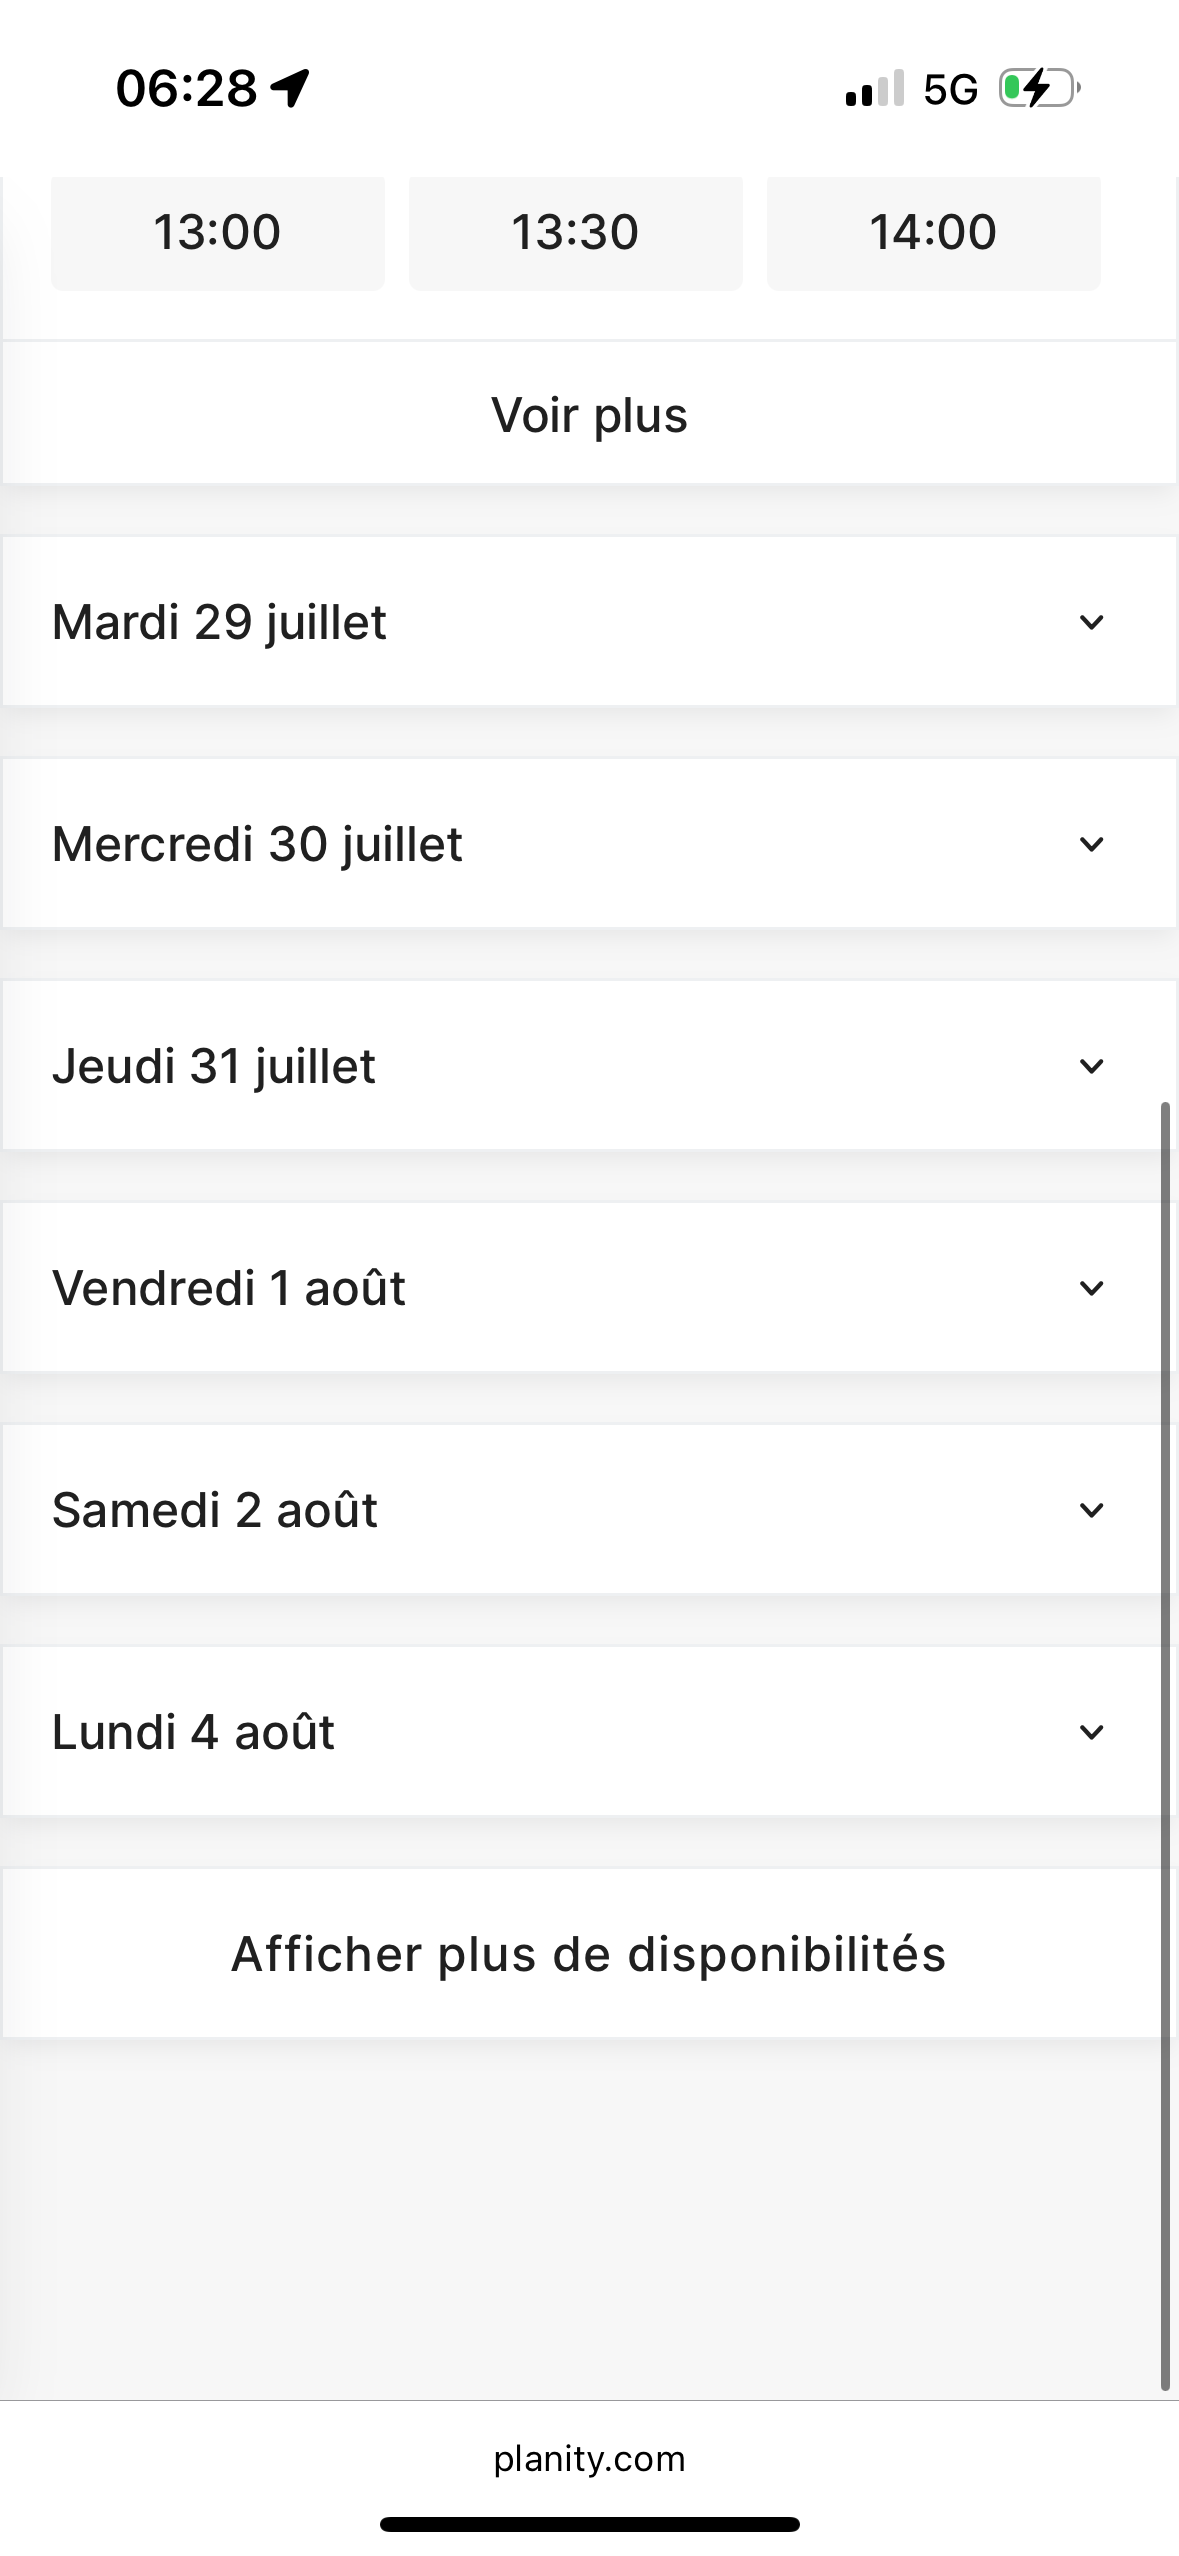 06:28
5G
13:00 13:30 14:00
Voir plus
Mardi 29 juillet
Mercredi 30 juillet
Jeudi 31 juillet
Vendredi 1 août
Samedi 2 août
Lundi 4 août
Afficher plus de disponibilités
planity.com